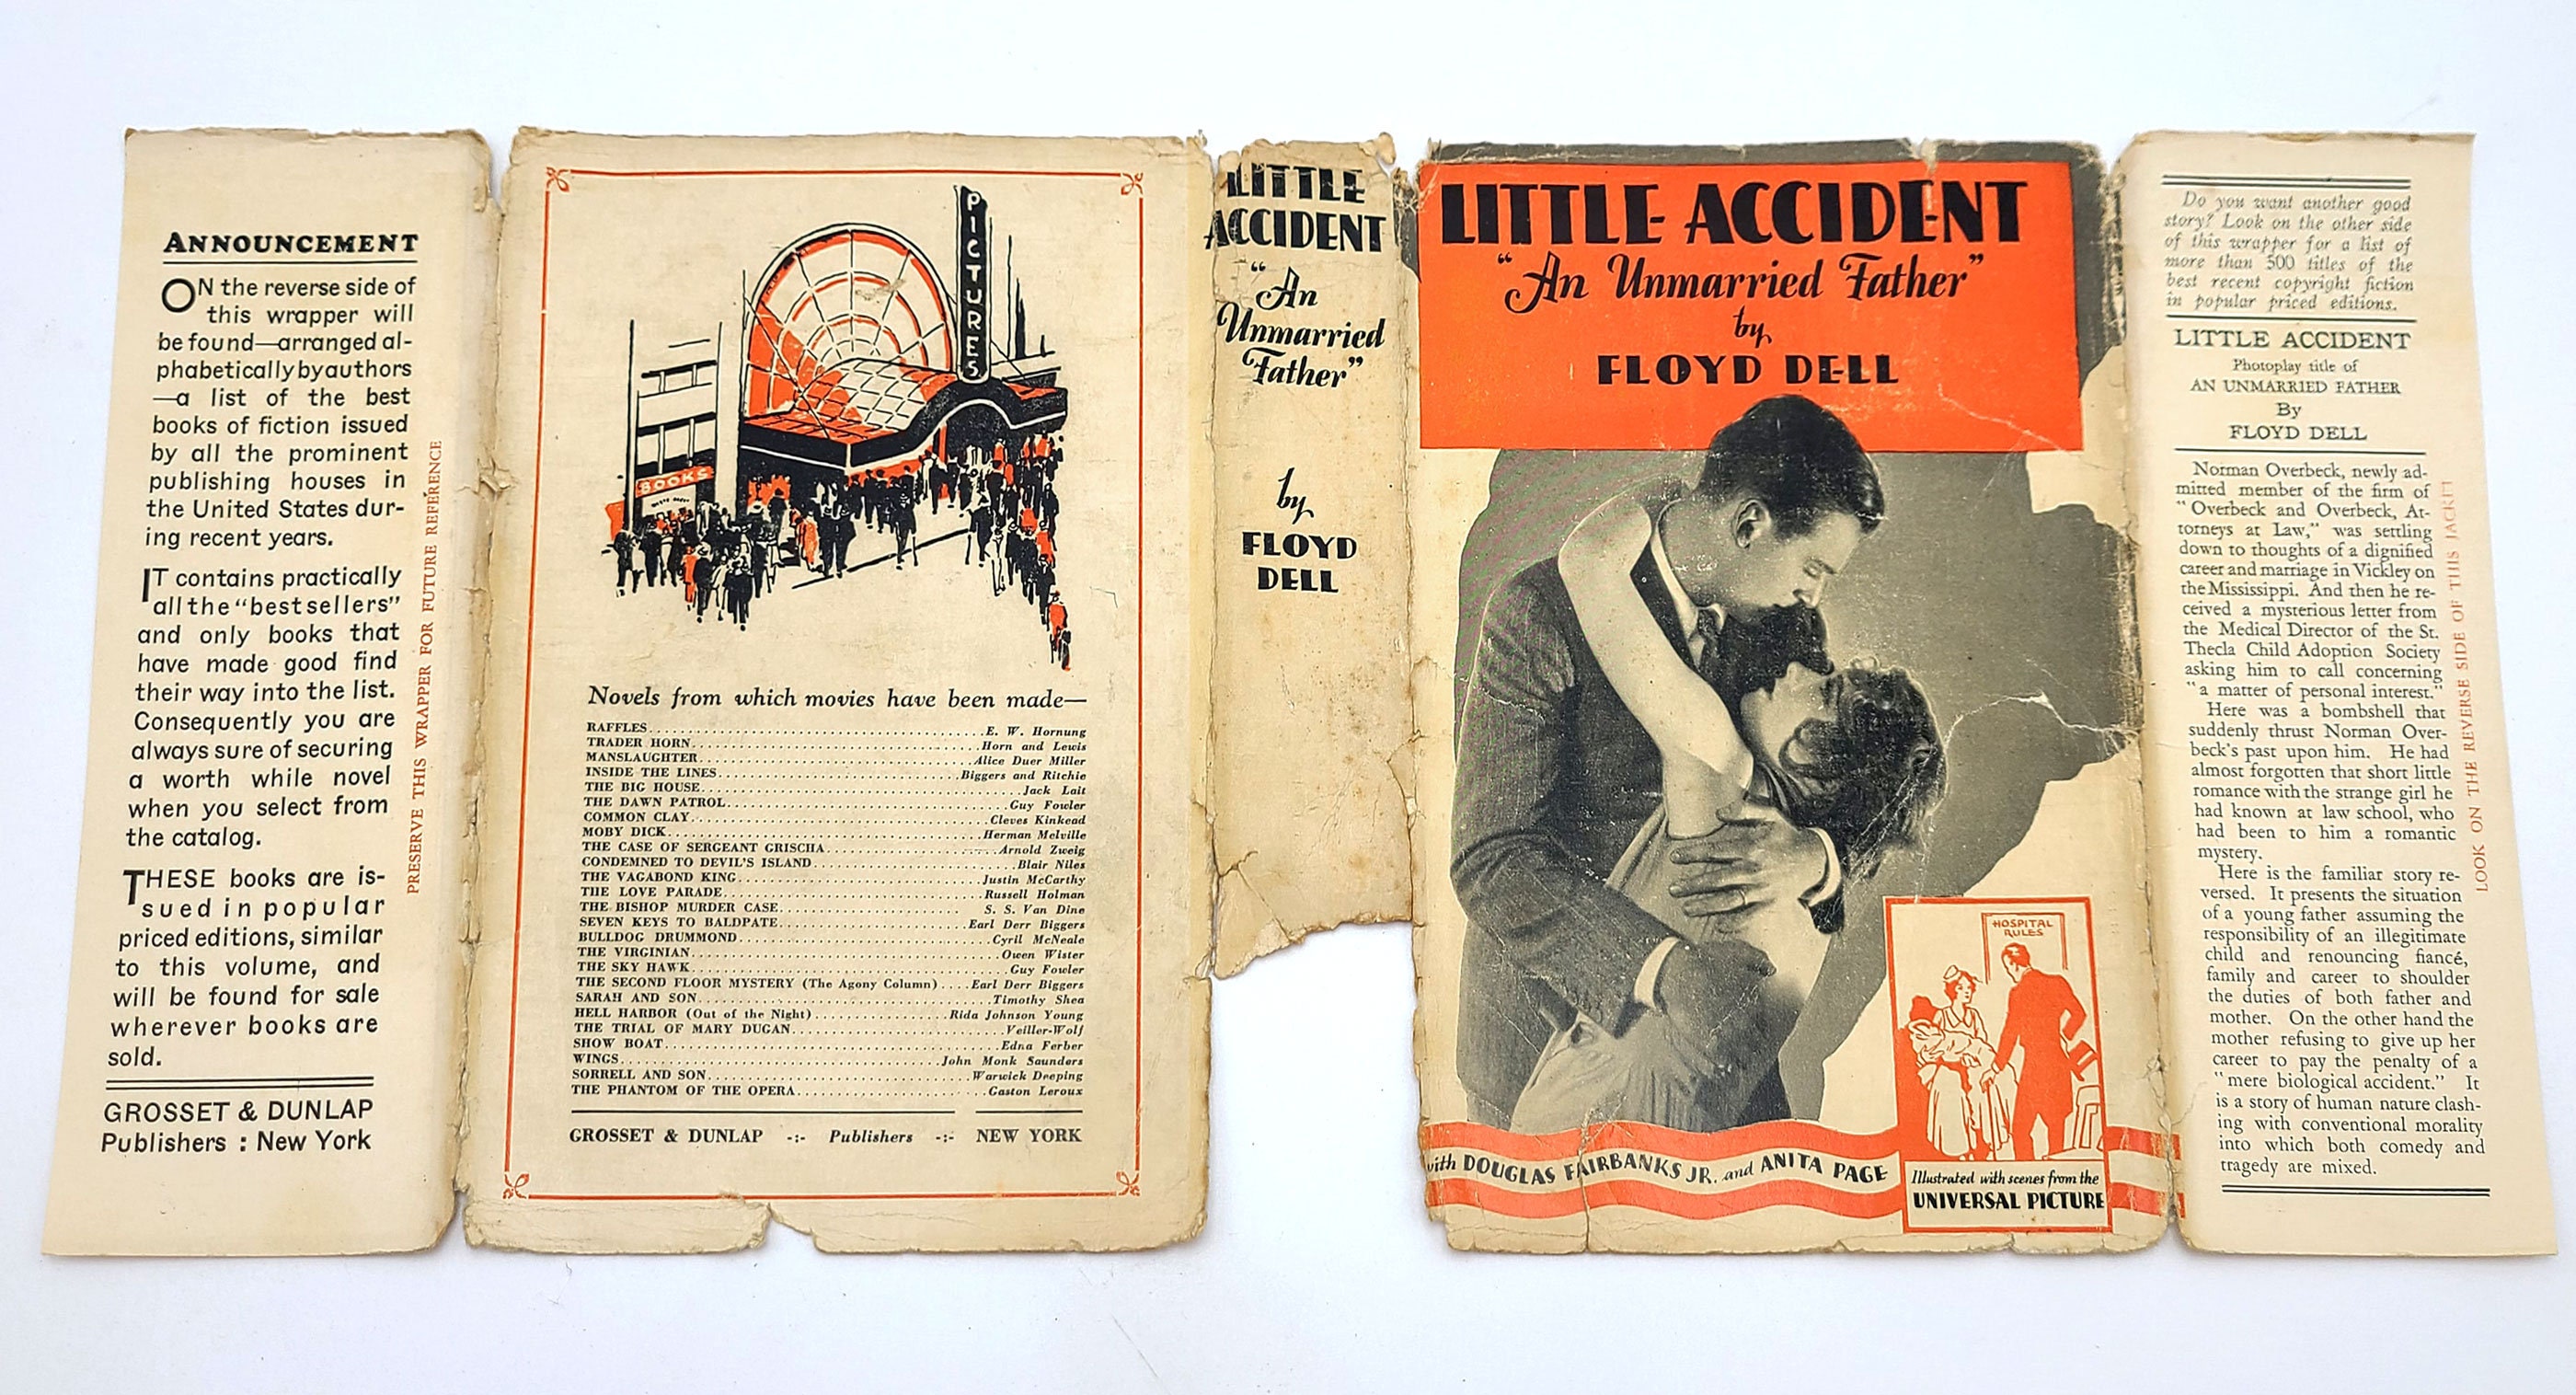 ANNOUNCEMENT
ON the reverse side of
this wrapper will
be found—arranged al-
phabetically by authors
—a list of the best
books of fiction issued
by all the prominent
publishing houses in
the United States dur-
ing recent years.
IT contains practically
all the "best sellers"
and only books that
have made good find
their way into the list.
Consequently you are
always sure of securing
a worth while novel
when you select from
the catalog.
THESE books are is-
sued in popular
priced editions, similar
to this volume, and
will be found for sale
wherever books are
sold.
GROSSET & DUNLAP
Publishers : New York
PRESERVE THIS WRAPPER FOR FUTURE REFERENCE
PICTURES
BOOKS
Novels from which movies have been made—
RAFFLES........E. W. Hornung
TRADER HORN........Horn and Lewis
MANSLAUGHTER........Alice Duer Miller
INSIDE THE LINES........Biggers and Ritchie
THE BIG HOUSE........Jack Lait
THE DAWN PATROL........Guy Fowler
COMMON CLAY........Cleves Kinkead
MOBY DICK........Herman Melville
THE CASE OF SERGEANT GRISCHA........Arnold Zweig
CONDEMNED TO DEVIL'S ISLAND........Blair Niles
THE VAGABOND KING........Justin McCarthy
THE LOVE PARADE........Russell Holman
THE BISHOP MURDER CASE........S. S. Van Dine
SEVEN KEYS TO BALDPATE........Earl Derr Biggers
BULLDOG DRUMMOND........Cyril McNeale
THE VIRGINIAN........Owen Wister
THE SKY HAWK........Guy Fowler
THE SECOND FLOOR MYSTERY (The Agony Column)....Earl Derr Biggers
SARAH AND SON........Timothy Shea
HELL HARBOR (Out of the Night)........Rida Johnson Young
THE TRIAL OF MARY DUGAN........Veiller-Wolf
SHOW BOAT........Edna Ferber
WINGS........John Monk Saunders
SORRELL AND SON........Warwick Deeping
THE PHANTOM OF THE OPERA........Gaston Leroux
GROSSET & DUNLAP -:- Publishers -:- NEW YORK
LITTLE
ACCIDENT
"An
Unmarried
Father"
by
FLOYD
DELL
LITTLE ACCIDENT
"An Unmarried Father"
by
FLOYD DELL
HOSPITAL
RULES
with DOUGLAS FAIRBANKS JR. and ANITA PAGE
Illustrated with scenes from the
UNIVERSAL PICTURE
Do you want another good
story? Look on the other side
of this wrapper for a list of
more than 500 titles of the
best recent copyright fiction
in popular priced editions.
LITTLE ACCIDENT
Photoplay title of
AN UNMARRIED FATHER
By
FLOYD DELL
Norman Overbeck, newly ad-
mitted member of the firm of
"Overbeck and Overbeck, At-
torneys at Law," was settling
down to thoughts of a dignified
career and marriage in Vickley on
the Mississippi. And then he re-
ceived a mysterious letter from
the Medical Director of the St.
Thecla Child Adoption Society
asking him to call concerning
"a matter of personal interest."
Here was a bombshell that
suddenly thrust Norman Over-
beck's past upon him. He had
almost forgotten that short little
romance with the strange girl he
had known at law school, who
had been to him a romantic
mystery.
Here is the familiar story re-
versed. It presents the situation
of a young father assuming the
responsibility of an illegitimate
child and renouncing fiancé,
family and career to shoulder
the duties of both father and
mother. On the other hand the
mother refusing to give up her
career to pay the penalty of a
"mere biological accident." It
is a story of human nature clash-
ing with conventional morality
into which both comedy and
tragedy are mixed.
LOOK ON THE REVERSE SIDE OF THIS JACKET